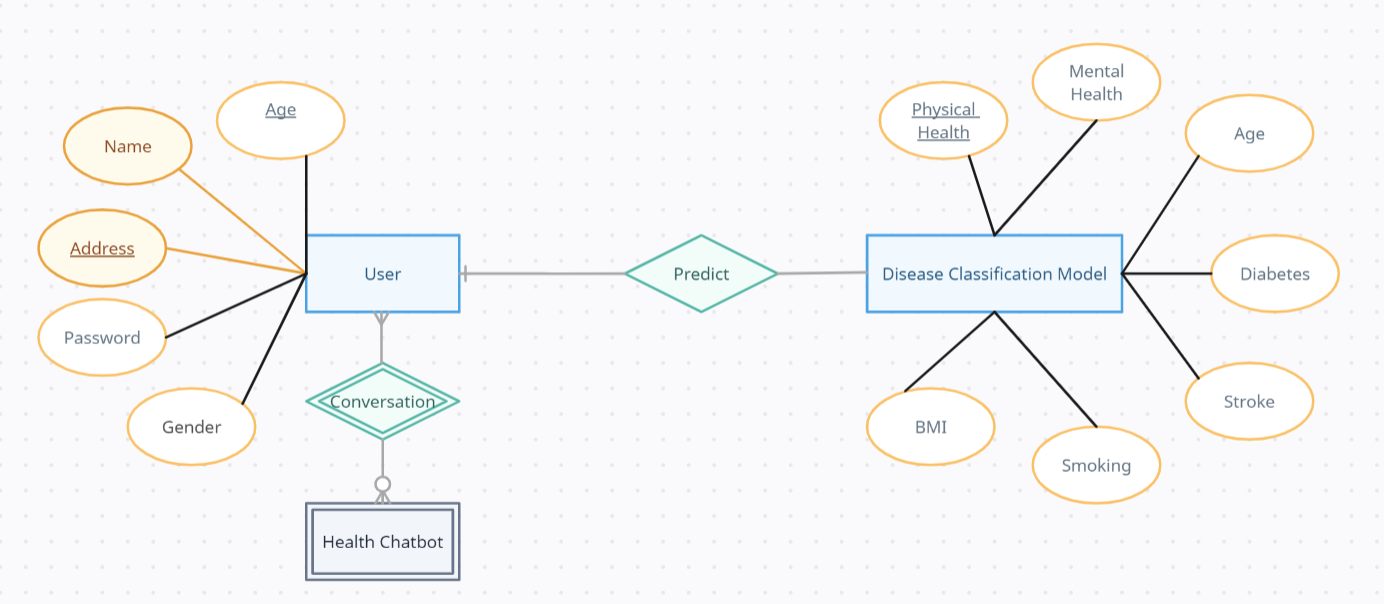 Mental
Health
Age
Physical
Health
Age
Name
Address
User
Predict
Disease Classification Model
Diabetes
Password
Conversation
Stroke
Gender
BMI
Smoking
Health Chatbot